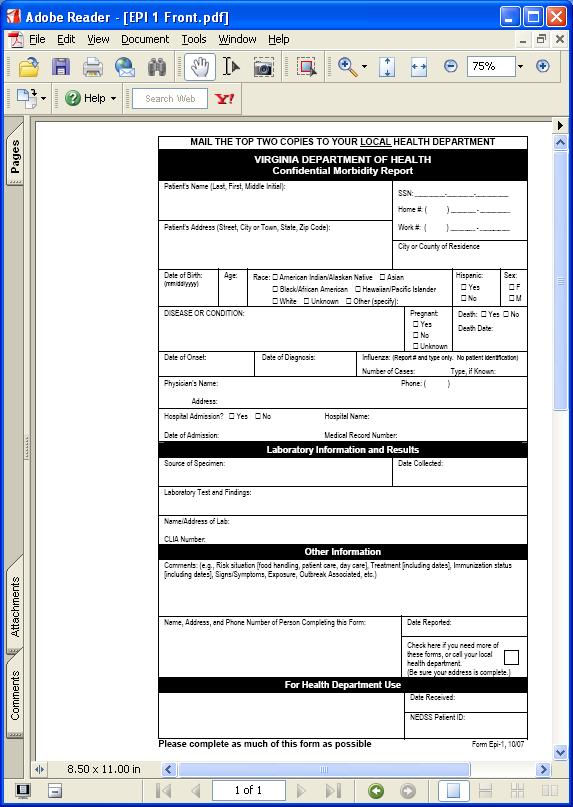 Adobe Reader - [EPI 1 Front.pdf]
File Edit View Document Tools Window Help
75%
Help Search Web Y!
Pages
Attachments
Comments
MAIL THE TOP TWO COPIES TO YOUR LOCAL HEALTH DEPARTMENT
VIRGINIA DEPARTMENT OF HEALTH
Confidential Morbidity Report
Patient's Name (Last, First, Middle Initial):
SSN: _______-______-________
Home #: ( ) ______-_______
Patient's Address (Street, City or Town, State, Zip Code):
Work #: ( ) ______-_______
City or County of Residence
Date of Birth: Age: Race: ☐ American Indian/Alaskan Native ☐ Asian Hispanic: Sex:
(mm/dd/yyyy) ☐ Black/African American ☐ Hawaiian/Pacific Islander ☐ Yes ☐ F
☐ White ☐ Unknown ☐ Other (specify): ☐ No ☐ M
DISEASE OR CONDITION: Pregnant: Death: ☐ Yes ☐ No
☐ Yes
Death Date:
☐ No
☐ Unknown
Date of Onset: Date of Diagnosis: Influenza: (Report # and type only. No patient identification)
Number of Cases: Type, if Known:
Physician's Name: Phone: ( )
Address:
Hospital Admission? ☐ Yes ☐ No Hospital Name:
Date of Admission: Medical Record Number:
Laboratory Information and Results
Source of Specimen: Date Collected:
Laboratory Test and Findings:
Name/Address of Lab:
CLIA Number:
Other Information
Comments: (e.g., Risk situation [food handling, patient care, day care], Treatment [including dates], Immunization status
[including dates], Signs/Symptoms, Exposure, Outbreak Associated, etc.)
Name, Address, and Phone Number of Person Completing this Form: Date Reported:
Check here if you need more of
these forms, or call your local
health department.
(Be sure your address is complete.)
For Health Department Use
Date Received:
NEDSS Patient ID:
Please complete as much of this form as possible Form Epi-1, 10/07
8.50 x 11.00 in
1 of 1